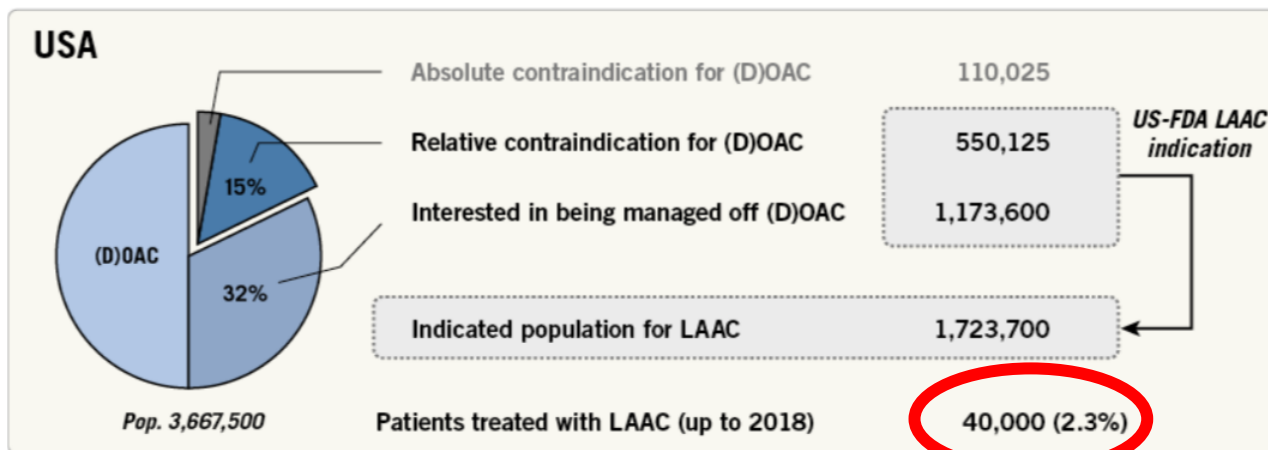 USA
Absolute contraindication for (D)OAC 110,025
Relative contraindication for (D)OAC 550,125
US-FDA LAAC
indication
15%
Interested in being managed off (D)OAC 1,173,600
(D)OAC
32%
Indicated population for LAAC 1,723,700
Pop. 3,667,500
Patients treated with LAAC (up to 2018) 40,000 (2.3%)